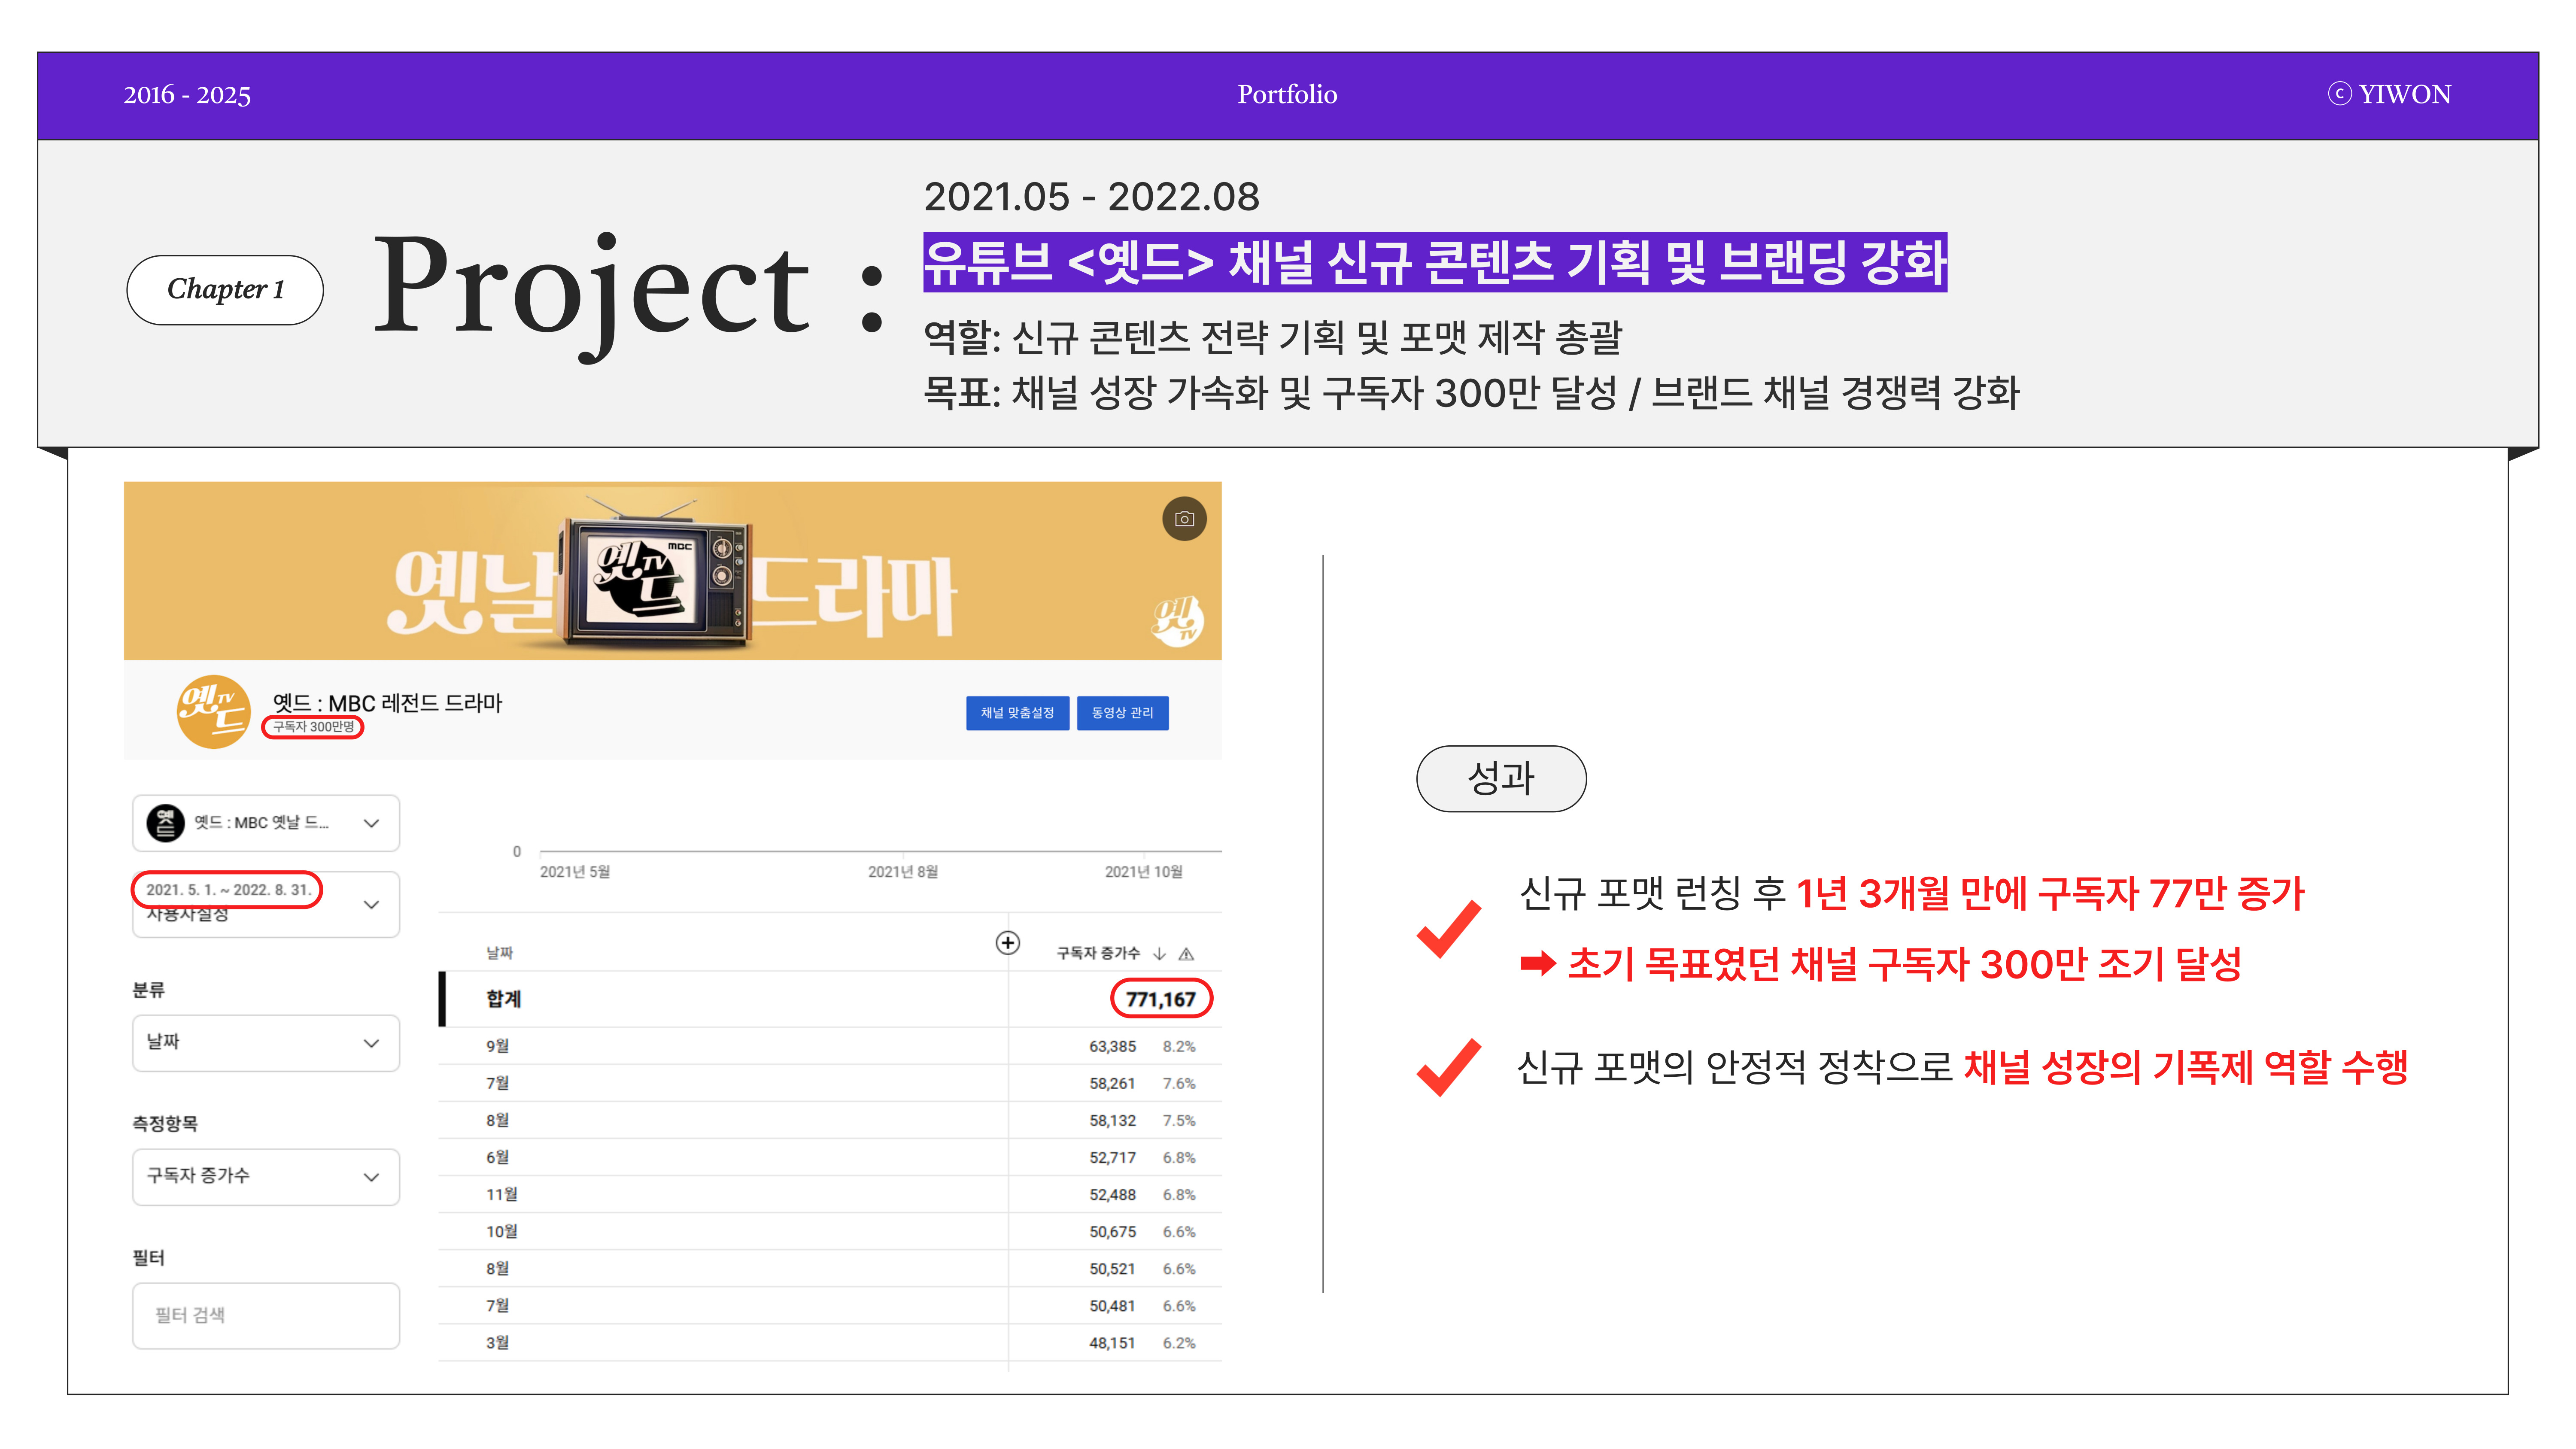 2016 - 2025
Portfolio
ⓒ YIWON
Chapter 1
Project :
2021.05 - 2022.08
유튜브 <옛드> 채널 신규 콘텐츠 기획 및 브랜딩 강화
역할: 신규 콘텐츠 전략 기획 및 포맷 제작 총괄
목표: 채널 성장 가속화 및 구독자 300만 달성 / 브랜드 채널 경쟁력 강화
옛날 드라마
옛드 TV mbc
옛 TV
옛드 TV
옛드 : MBC 레전드 드라마
구독자 300만명
채널 맞춤설정
동영상 관리
옛드
옛드 : MBC 옛날 드...
2021. 5. 1. ~ 2022. 8. 31.
사용자설정
분류
날짜
측정항목
구독자 증가수
필터
필터 검색
0
2021년 5월 2021년 8월 2021년 10월
날짜 구독자 증가수
합계 771,167
9월 63,385 8.2%
7월 58,261 7.6%
8월 58,132 7.5%
6월 52,717 6.8%
11월 52,488 6.8%
10월 50,675 6.6%
8월 50,521 6.6%
7월 50,481 6.6%
3월 48,151 6.2%
성과
신규 포맷 런칭 후 1년 3개월 만에 구독자 77만 증가
➡ 초기 목표였던 채널 구독자 300만 조기 달성
신규 포맷의 안정적 정착으로 채널 성장의 기폭제 역할 수행